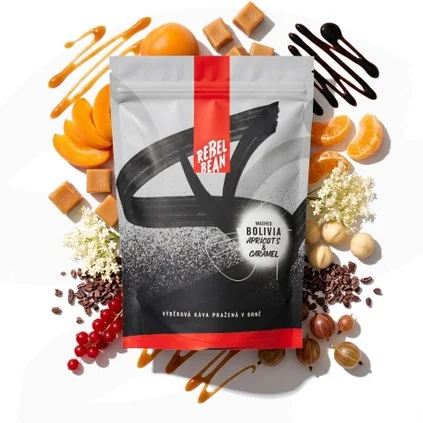 REBEL
BEAN
WASHED
BOLIVIA
APRICOTS
&
CARAMEL
VÝBĚROVÁ KÁVA PRAŽENÁ V BRNĚ